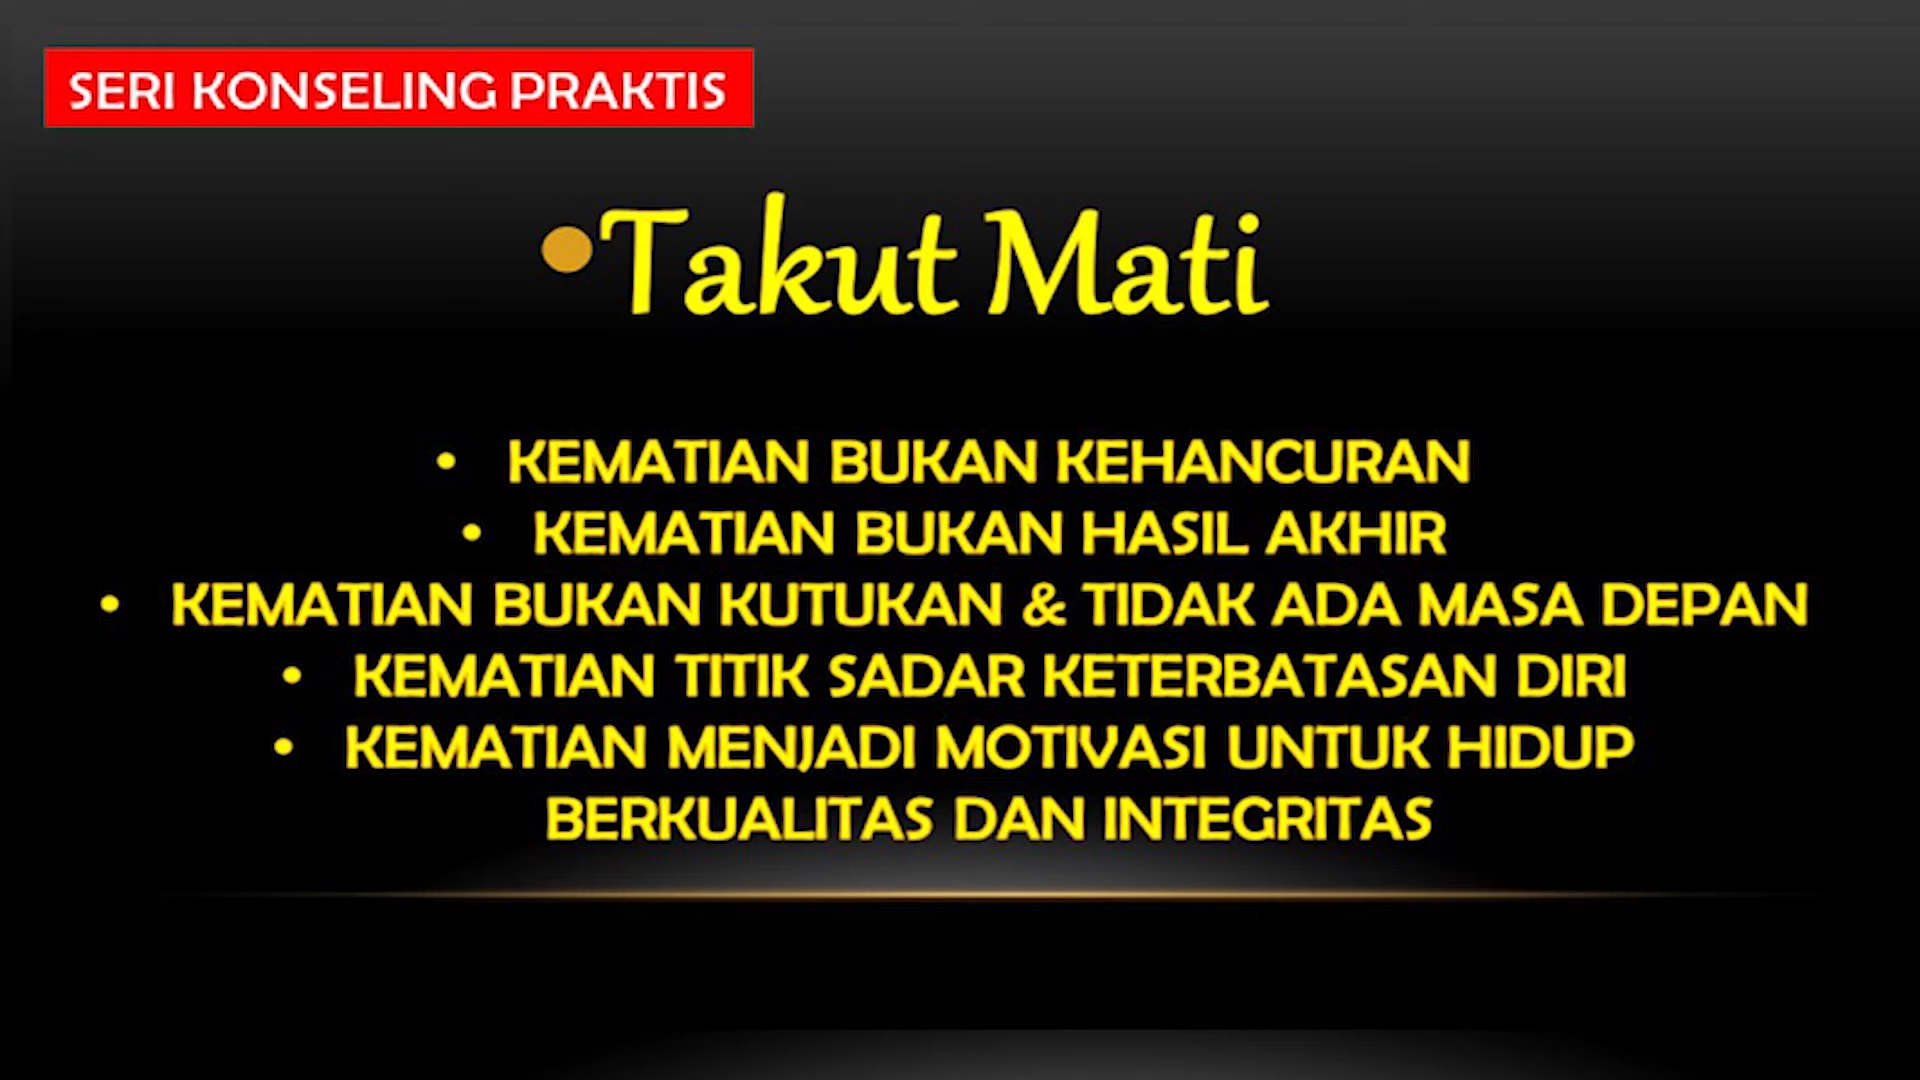 SERI KONSELING PRAKTIS
•Takut Mati
• KEMATIAN BUKAN KEHANCURAN
• KEMATIAN BUKAN HASIL AKHIR
• KEMATIAN BUKAN KUTUKAN & TIDAK ADA MASA DEPAN
• KEMATIAN TITIK SADAR KETERBATASAN DIRI
• KEMATIAN MENJADI MOTIVASI UNTUK HIDUP
BERKUALITAS DAN INTEGRITAS